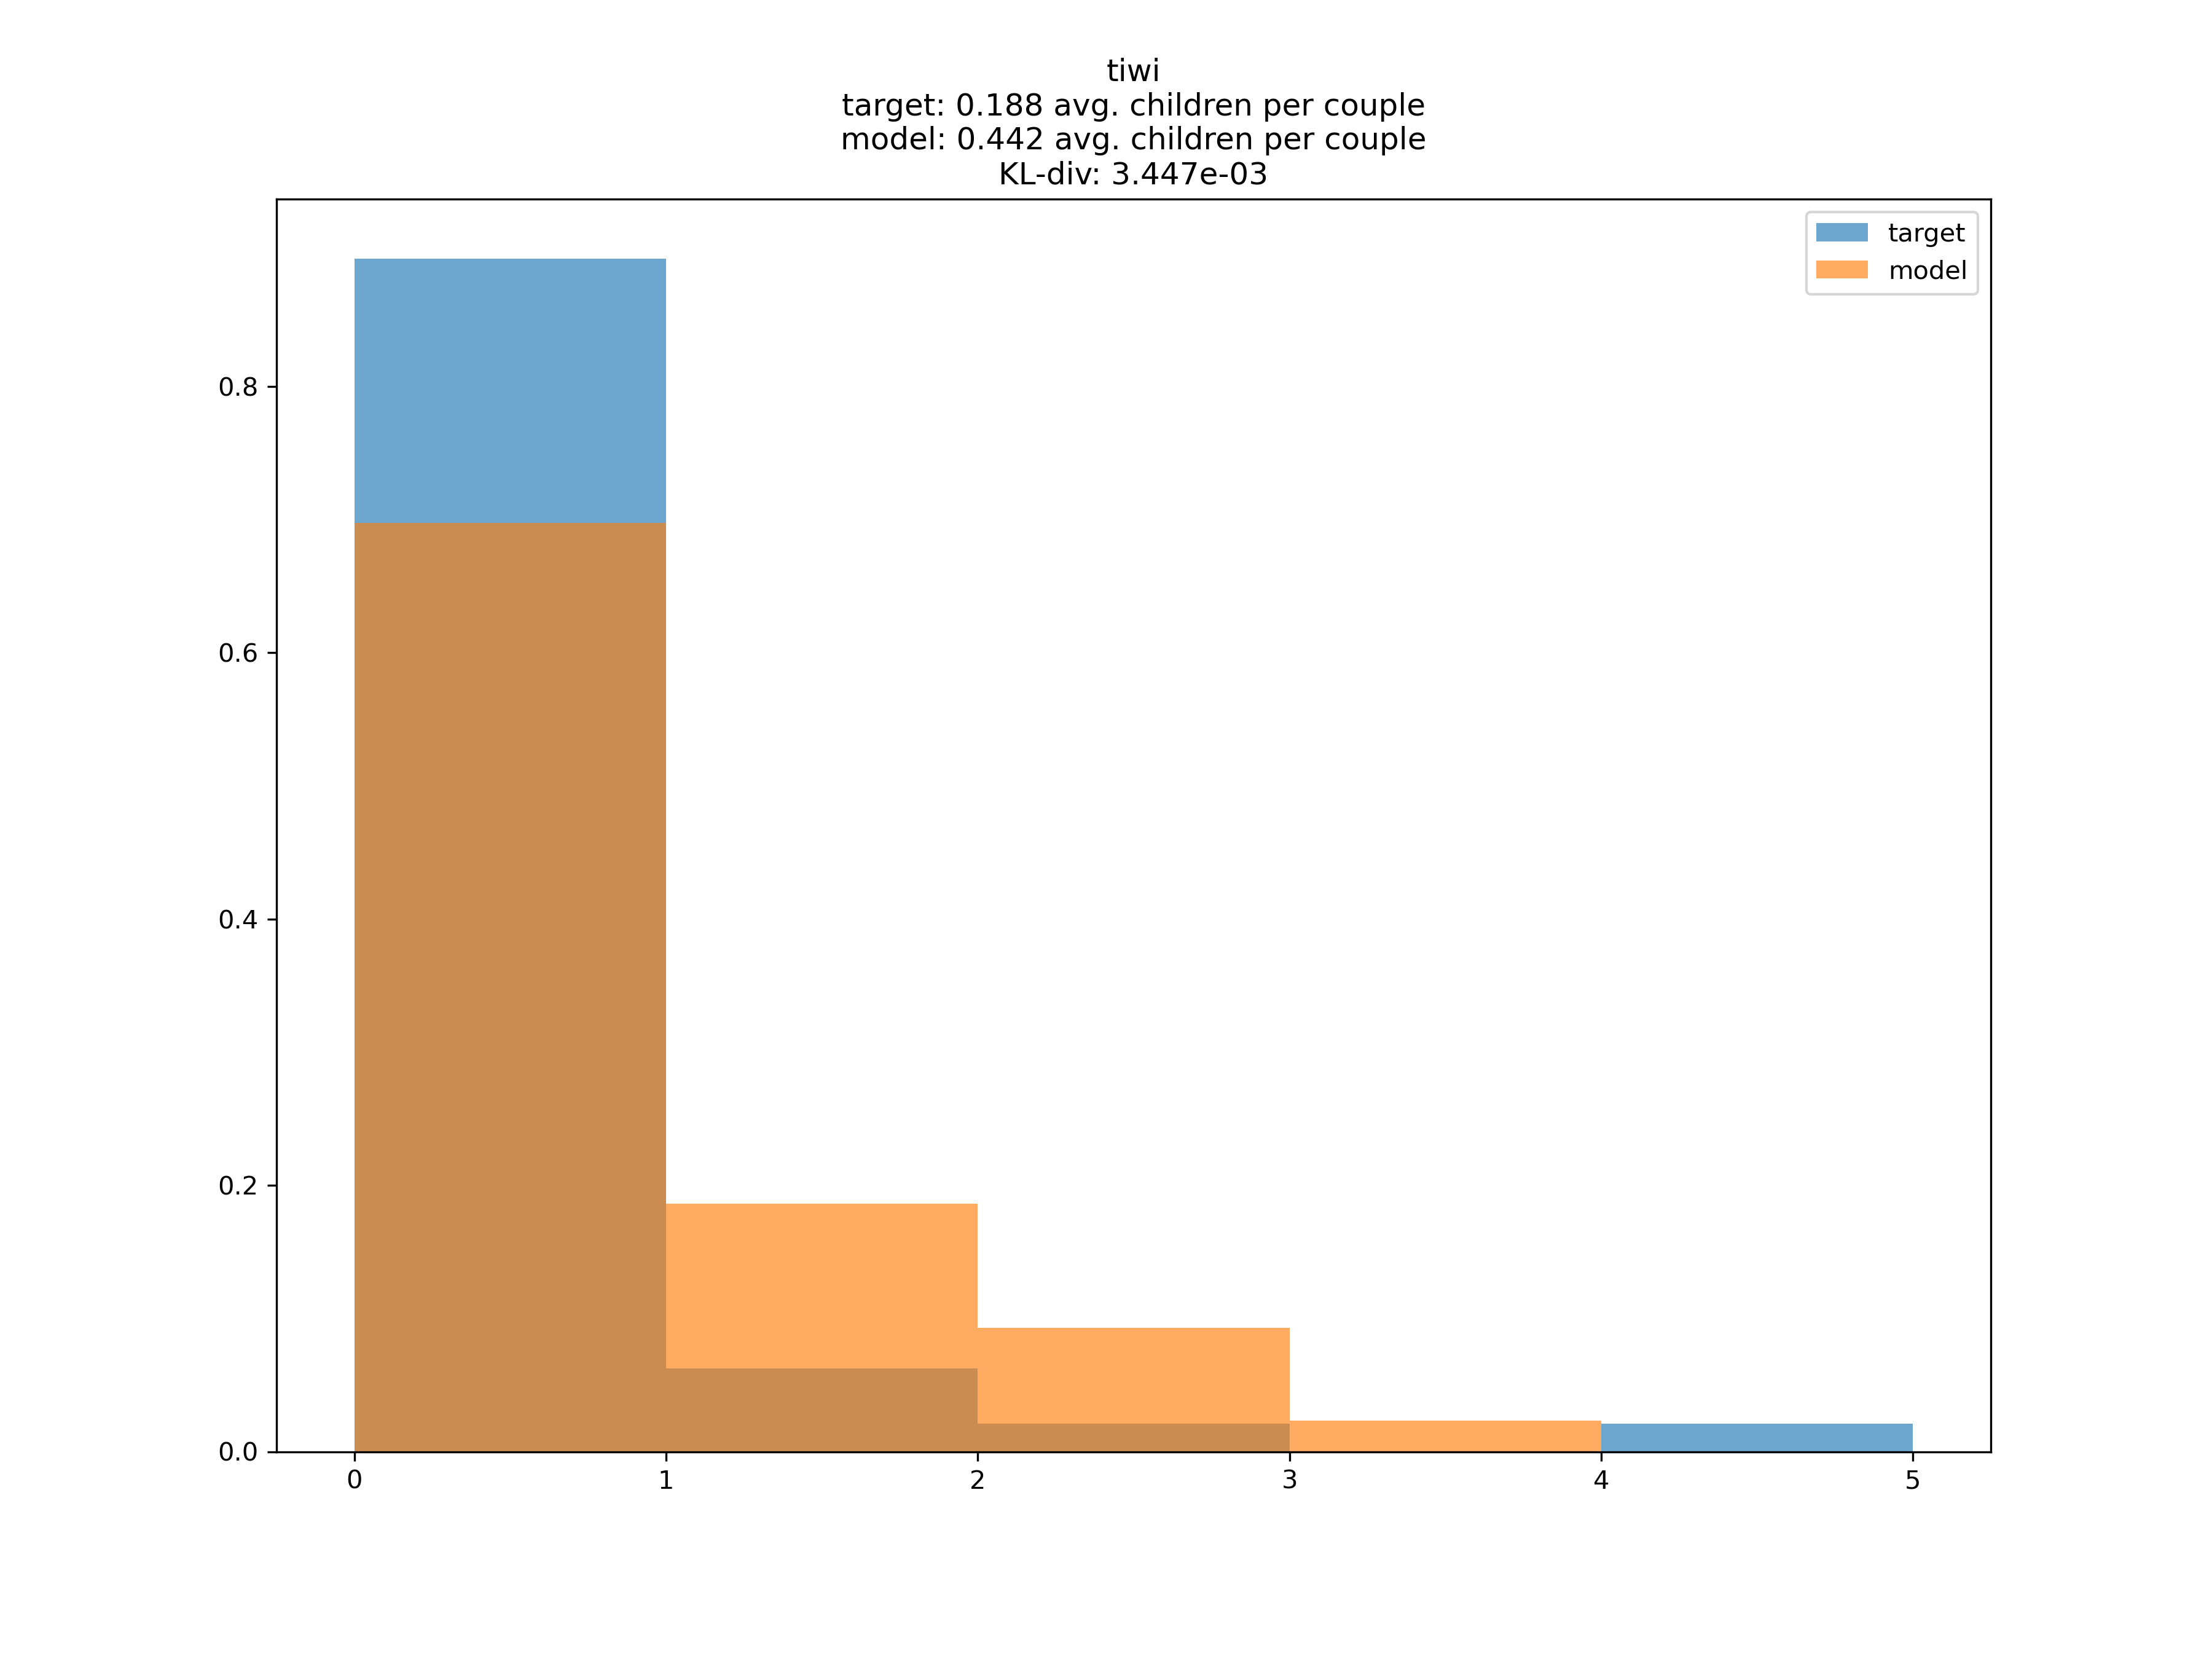 tiwi
target: 0.188 avg. children per couple
model: 0.442 avg. children per couple
KL-div: 3.447e-03
target
model
0.8
0.6
0.4
0.2
0.0
0 1 2 3 4 5